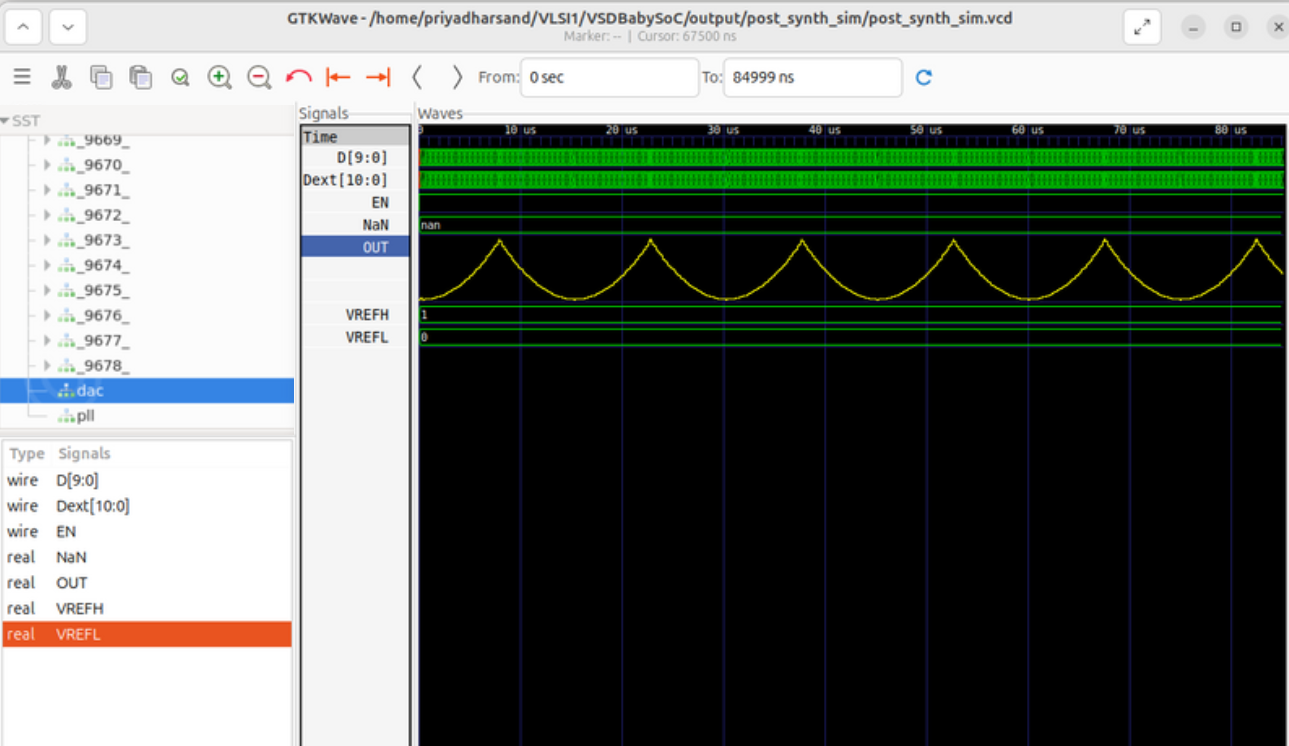 GTKWave - /home/priyadharsand/VLSI1/VSDBabySoC/output/post_synth_sim/post_synth_sim.vcd
Marker: -- | Cursor: 67500 ns
From: 0 sec To: 84999 ns
SST
_9669_
_9670_
_9671_
_9672_
_9673_
_9674_
_9675_
_9676_
_9677_
_9678_
dac
pll
Type Signals
wire D[9:0]
wire Dext[10:0]
wire EN
real NaN
real OUT
real VREFH
real VREFL
Signals
Time
D[9:0]
Dext[10:0]
EN
NaN
OUT
VREFH
VREFL
Waves
10 us 20 us 30 us 40 us 50 us 60 us 70 us 80 us
nan
1
0